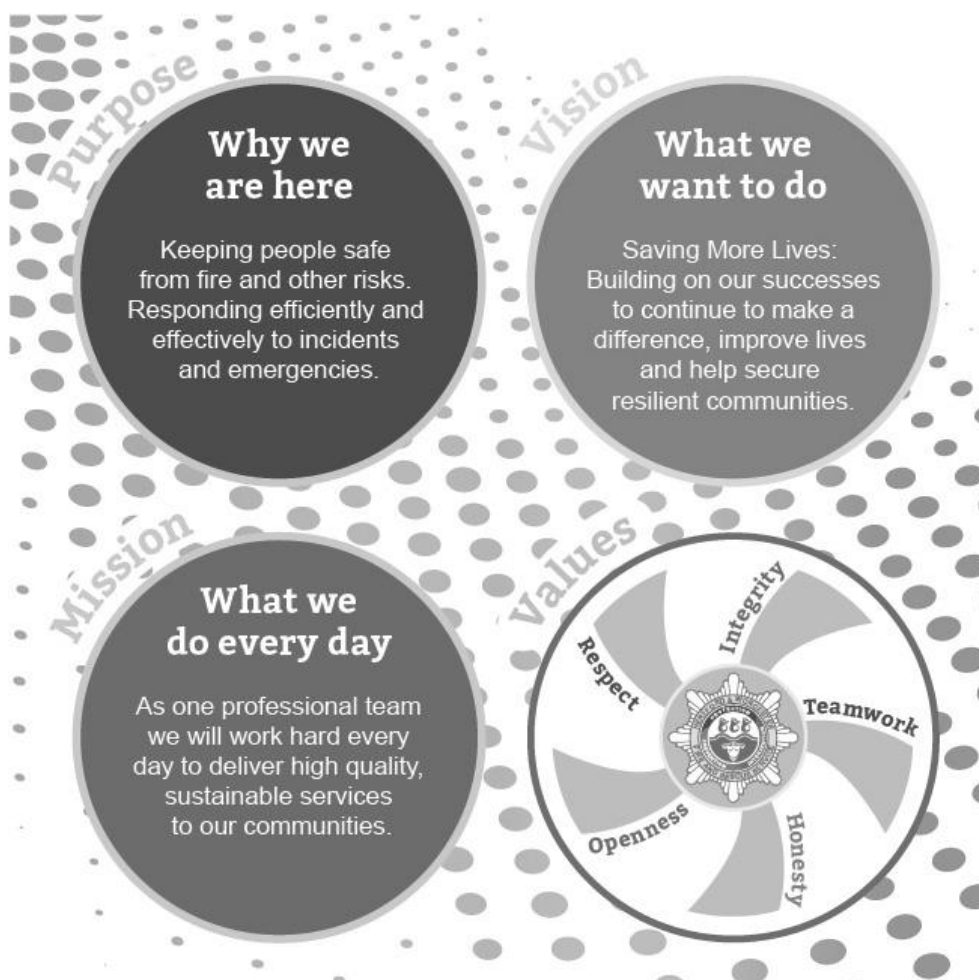 Purpose
Why we
are here
Keeping people safe
from fire and other risks.
Responding efficiently and
effectively to incidents
and emergencies.
Vision
What we
want to do
Saving More Lives:
Building on our successes
to continue to make a
difference, improve lives
and help secure
resilient communities.
Mission
What we
do every day
As one professional team
we will work hard every
day to deliver high quality,
sustainable services
to our communities.
Values
Integrity
Teamwork
Honesty
Openness
Respect